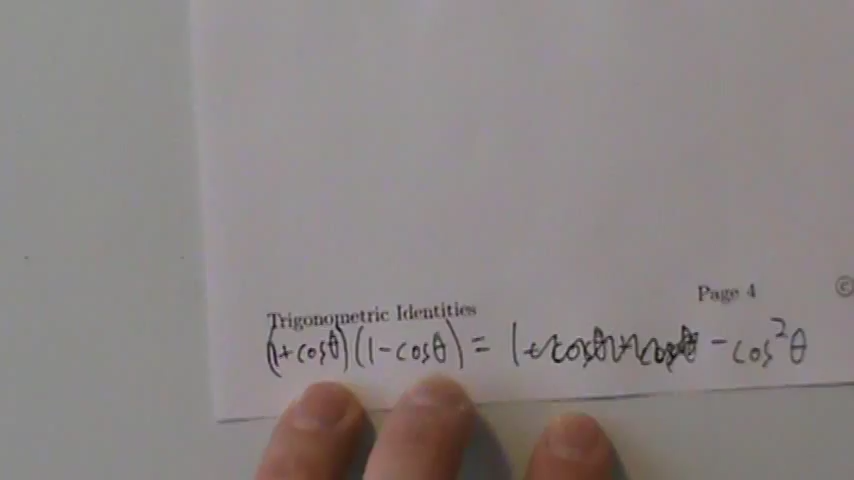 Page 4 ©
Trigonometric Identities
(1+cosθ)(1-cosθ) = 1 - cos²θ